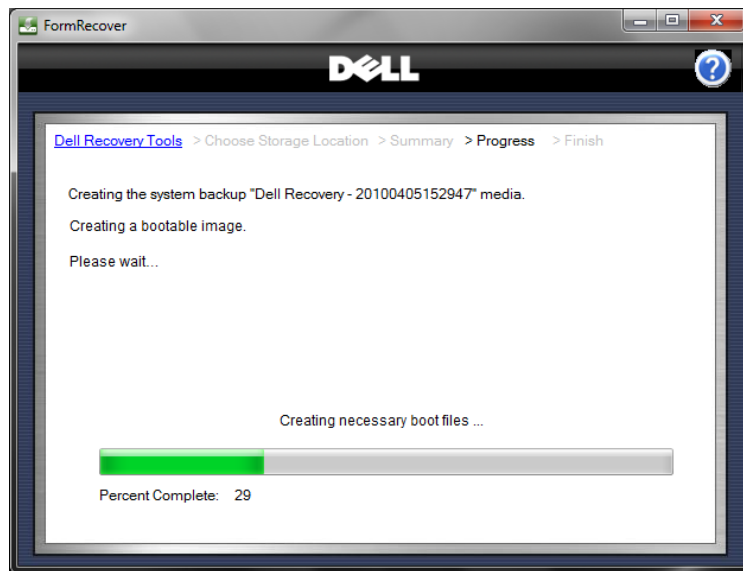 FormRecover
DELL
?
Dell Recovery Tools > Choose Storage Location > Summary > Progress > Finish
Creating the system backup "Dell Recovery - 20100405152947" media.
Creating a bootable image.
Please wait...
Creating necessary boot files ...
Percent Complete: 29